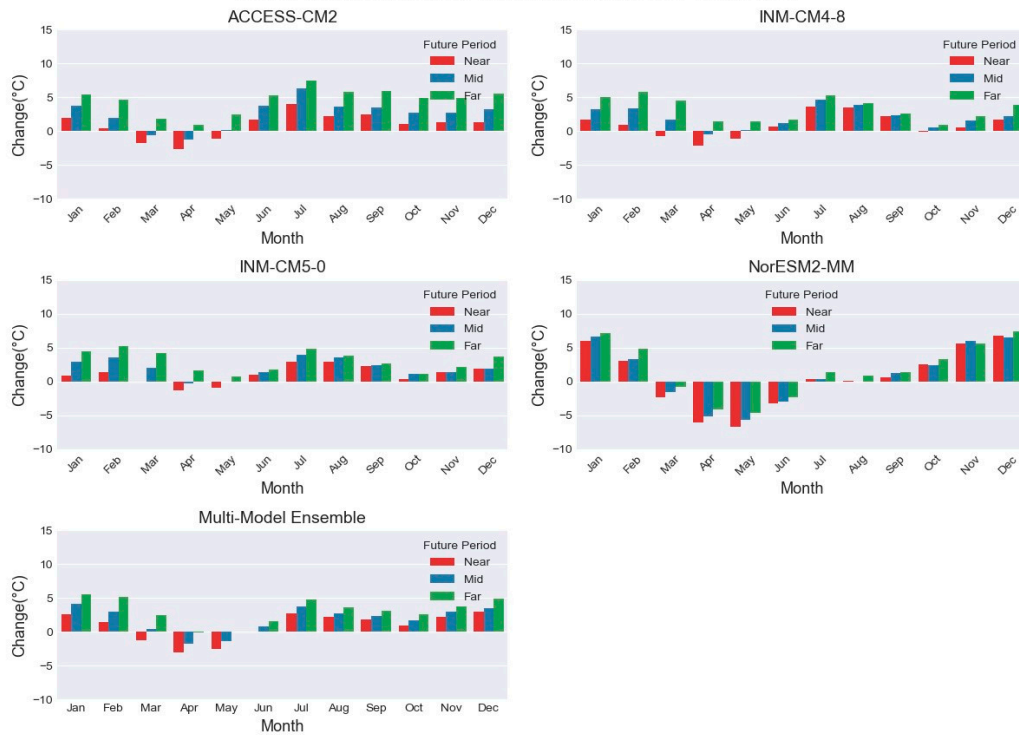 ACCESS-CM2
Change(°C)
15
10
5
0
−5
−10
Future Period
Near
Mid
Far
Jan Feb Mar Apr May Jun Jul Aug Sep Oct Nov Dec
Month
INM-CM4-8
Change(°C)
15
10
5
0
−5
−10
Future Period
Near
Mid
Far
Jan Feb Mar Apr May Jun Jul Aug Sep Oct Nov Dec
Month
INM-CM5-0
Change(°C)
15
10
5
0
−5
−10
Future Period
Near
Mid
Far
Jan Feb Mar Apr May Jun Jul Aug Sep Oct Nov Dec
Month
NorESM2-MM
Change(°C)
15
10
5
0
−5
−10
Future Period
Near
Mid
Far
Jan Feb Mar Apr May Jun Jul Aug Sep Oct Nov Dec
Month
Multi-Model Ensemble
Change(°C)
15
10
5
0
−5
−10
Future Period
Near
Mid
Far
Jan Feb Mar Apr May Jun Jul Aug Sep Oct Nov Dec
Month